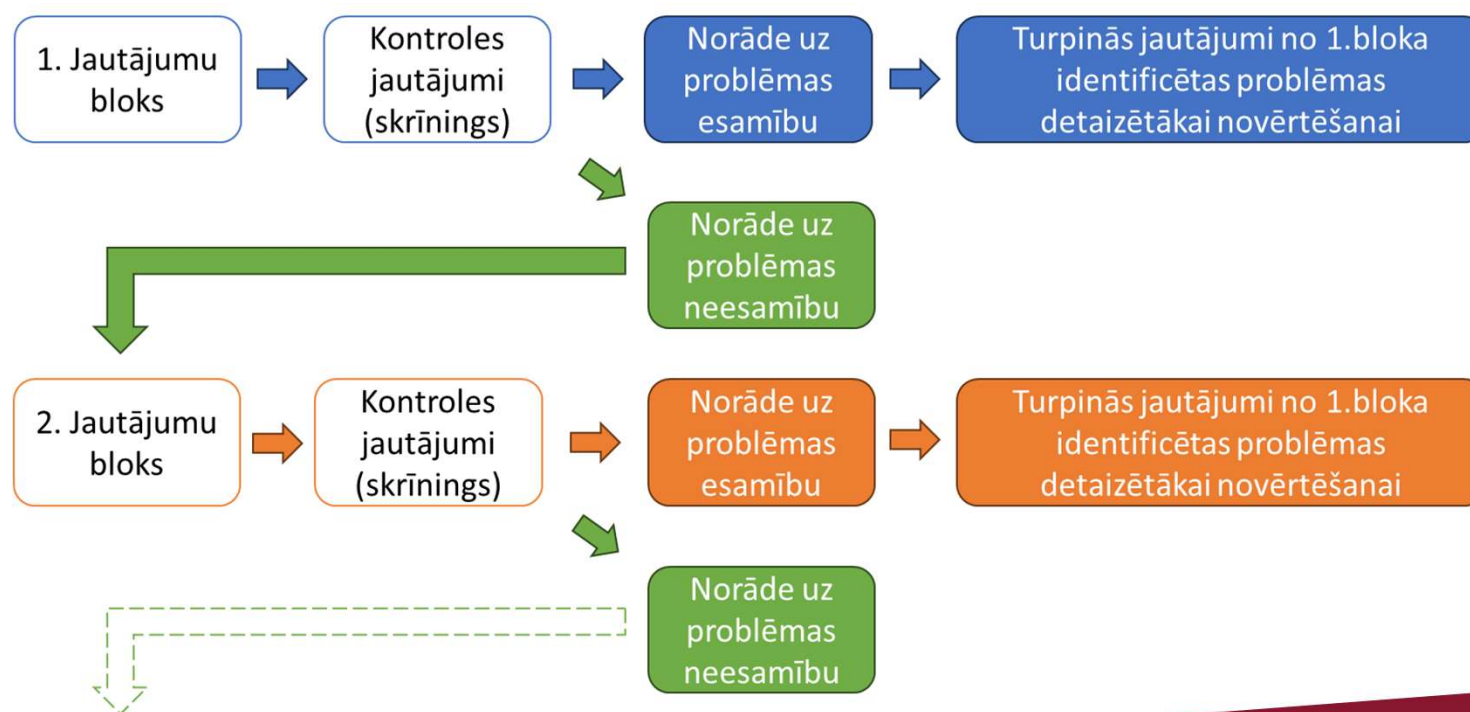 1. Jautājumu
bloks
Kontroles
jautājumi
(skrīnings)
Norāde uz
problēmas
esamību
Turpinās jautājumi no 1.bloka
identificētas problēmas
detaizētākai novērtēšanai
Norāde uz
problēmas
neesamību
2. Jautājumu
bloks
Kontroles
jautājumi
(skrīnings)
Norāde uz
problēmas
esamību
Turpinās jautājumi no 1.bloka
identificētas problēmas
detaizētākai novērtēšanai
Norāde uz
problēmas
neesamību